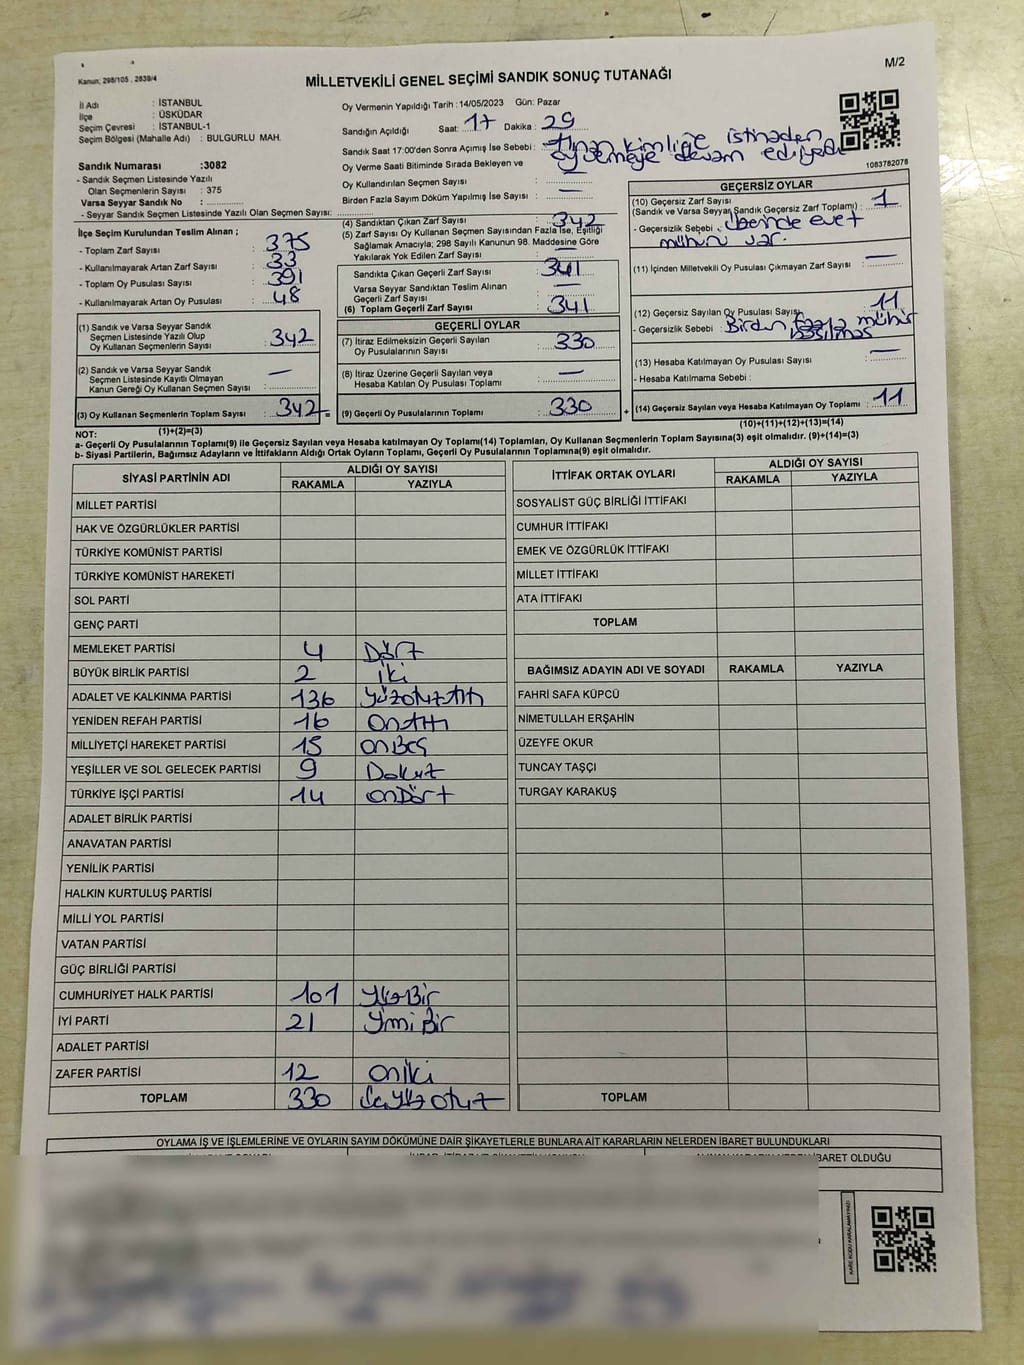 M/2
Kanun; 298/105 . 2839/4
MİLLETVEKİLİ GENEL SEÇİMİ SANDIK SONUÇ TUTANAĞI
İl Adı : İSTANBUL
İlçe : ÜSKÜDAR
Seçim Çevresi : İSTANBUL-1
Seçim Bölgesi (Mahalle Adı) : BULGURLU MAH.
Sandık Numarası :3082
- Sandık Seçmen Listesinde Yazılı
Olan Seçmenlerin Sayısı : 375
Varsa Seyyar Sandık No :
- Seyyar Sandık Seçmen Listesinde Yazılı Olan Seçmen Sayısı:
İlçe Seçim Kurulundan Teslim Alınan ;
- Toplam Zarf Sayısı : 375
- Kullanılmayarak Artan Zarf Sayısı : 33
- Toplam Oy Pusulası Sayısı : 391
- Kullanılmayarak Artan Oy Pusulası : 48
(1) Sandık ve Varsa Seyyar Sandık
Seçmen Listesinde Yazılı Olup
Oy Kullanan Seçmenlerin Sayısı : 342
(2) Sandık ve Varsa Seyyar Sandık
Seçmen Listesinde Kayıtlı Olmayan
Kanun Gereği Oy Kullanan Seçmen Sayısı : —
(3) Oy Kullanan Seçmenlerin Toplam Sayısı : 342 =
(1)+(2)=(3)
Oy Vermenin Yapıldığı Tarih : 14/05/2023 Gün: Pazar
Sandığın Açıldığı Saat: 17 Dakika : 29
Sandık Saat 17:00'den Sonra Açımış İse Sebebi : kimliğe istinaden
oy vermeye devam ediyordu
Oy Verme Saati Bitiminde Sırada Bekleyen ve
Oy Kullandırılan Seçmen Sayısı : —
Birden Fazla Sayım Döküm Yapılmış İse Sayısı : —
(4) Sandıktan Çıkan Zarf Sayısı : 342
(5) Zarf Sayısı Oy Kullanan Seçmen Sayısından Fazla İse, Eşitliği
Sağlamak Amacıyla; 298 Sayılı Kanunun 98. Maddesine Göre
Yakılarak Yok Edilen Zarf Sayısı : —
Sandıkta Çıkan Geçerli Zarf Sayısı : 341
Varsa Seyyar Sandıktan Teslim Alınan
Geçerli Zarf Sayısı : —
(6) Toplam Geçerli Zarf Sayısı : 341
GEÇERLİ OYLAR
(7) İtiraz Edilmeksizin Geçerli Sayılan
Oy Pusulalarının Sayısı : 330
(8) İtiraz Üzerine Geçerli Sayılan veya
Hesaba Katılan Oy Pusulası Toplamı : —
(9) Geçerli Oy Pusulalarının Toplamı : 330 +
1083782078
GEÇERSİZ OYLAR
(10) Geçersiz Zarf Sayısı
(Sandık ve Varsa Seyyar Sandık Geçersiz Zarf Toplamı) : 1
- Geçersizlik Sebebi : Üzerinde evet
mührü var.
(11) İçinden Milletvekili Oy Pusulası Çıkmayan Zarf Sayısı : —
(12) Geçersiz Sayılan Oy Pusulası Sayısı : 11
- Geçersizlik Sebebi : Birden fazla mühür
basılması
(13) Hesaba Katılmayan Oy Pusulası Sayısı : —
- Hesaba Katılmama Sebebi :
(14) Geçersiz Sayılan veya Hesaba Katılmayan Oy Toplamı : 11
(10)+(11)+(12)+(13)=(14)
NOT:
a- Geçerli Oy Pusulalarının Toplamı(9) ile Geçersiz Sayılan veya Hesaba katılmayan Oy Toplamı(14) Toplamları, Oy Kullanan Seçmenlerin Toplam Sayısına(3) eşit olmalıdır. (9)+(14)=(3)
b- Siyasi Partilerin, Bağımsız Adayların ve İttifakların Aldığı Ortak Oyların Toplamı, Geçerli Oy Pusulalarının Toplamına(9) eşit olmalıdır.
SİYASİ PARTİNİN ADI ALDIĞI OY SAYISI
RAKAMLA YAZIYLA
MİLLET PARTİSİ
HAK VE ÖZGÜRLÜKLER PARTİSİ
TÜRKİYE KOMÜNİST PARTİSİ
TÜRKİYE KOMÜNİST HAREKETİ
SOL PARTİ
GENÇ PARTİ
MEMLEKET PARTİSİ 4 Dört
BÜYÜK BİRLİK PARTİSİ 2 iki
ADALET VE KALKINMA PARTİSİ 136 YüzotuzAltı
YENİDEN REFAH PARTİSİ 16 onAltı
MİLLİYETÇİ HAREKET PARTİSİ 15 onBeş
YEŞİLLER VE SOL GELECEK PARTİSİ 9 Dokuz
TÜRKİYE İŞÇİ PARTİSİ 14 onDört
ADALET BİRLİK PARTİSİ
ANAVATAN PARTİSİ
YENİLİK PARTİSİ
HALKIN KURTULUŞ PARTİSİ
MİLLİ YOL PARTİSİ
VATAN PARTİSİ
GÜÇ BİRLİĞİ PARTİSİ
CUMHURİYET HALK PARTİSİ 101 YüzBir
İYİ PARTİ 21 Yirmi Bir
ADALET PARTİSİ
ZAFER PARTİSİ 12 oniki
TOPLAM 330 üçYüzotuz
İTTİFAK ORTAK OYLARI ALDIĞI OY SAYISI
RAKAMLA YAZIYLA
SOSYALİST GÜÇ BİRLİĞİ İTTİFAKI
CUMHUR İTTİFAKI
EMEK VE ÖZGÜRLÜK İTTİFAKI
MİLLET İTTİFAKI
ATA İTTİFAKI
TOPLAM
BAĞIMSIZ ADAYIN ADI VE SOYADI RAKAMLA YAZIYLA
FAHRİ SAFA KÜPCÜ
NİMETULLAH ERŞAHİN
ÜZEYFE OKUR
TUNCAY TAŞÇI
TURGAY KARAKUŞ
TOPLAM
OYLAMA İŞ VE İŞLEMLERİNE VE OYLARIN SAYIM DÖKÜMÜNE DAİR ŞİKAYETLERLE BUNLARA AİT KARARLARIN NELERDEN İBARET BULUNDUKLARI
İBARET OLDUĞU
KARE KODU KARALAMAYINIZ!